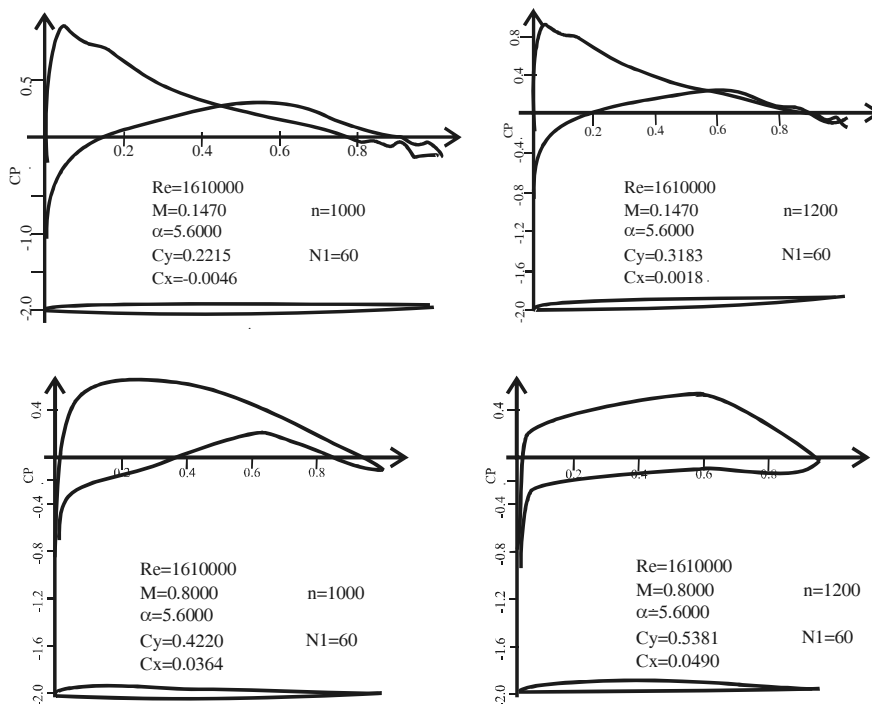 0.5
CP
-1.0
-2.0
0.2
0.4
0.6
0.8
Re=1610000
M=0.1470 n=1000
α=5.6000
Cy=0.2215 N1=60
Cx=-0.0046
0.8
0.4
CP
-0.4
-0.8
-1.2
-1.6
-2.0
0.2
0.4
0.6
0.8
Re=1610000
M=0.1470 n=1200
α=5.6000
Cy=0.3183 N1=60
Cx=0.0018
0.4
CP
-0.4
-0.8
-1.2
-1.6
-2.0
0.2
0.4
0.6
0.8
Re=1610000
M=0.8000 n=1000
α=5.6000
Cy=0.4220 N1=60
Cx=0.0364
0.4
CP
-0.4
-0.8
-1.2
-1.6
-2.0
0.2
0.4
0.6
0.8
Re=1610000
M=0.8000 n=1200
α=5.6000
Cy=0.5381 N1=60
Cx=0.0490